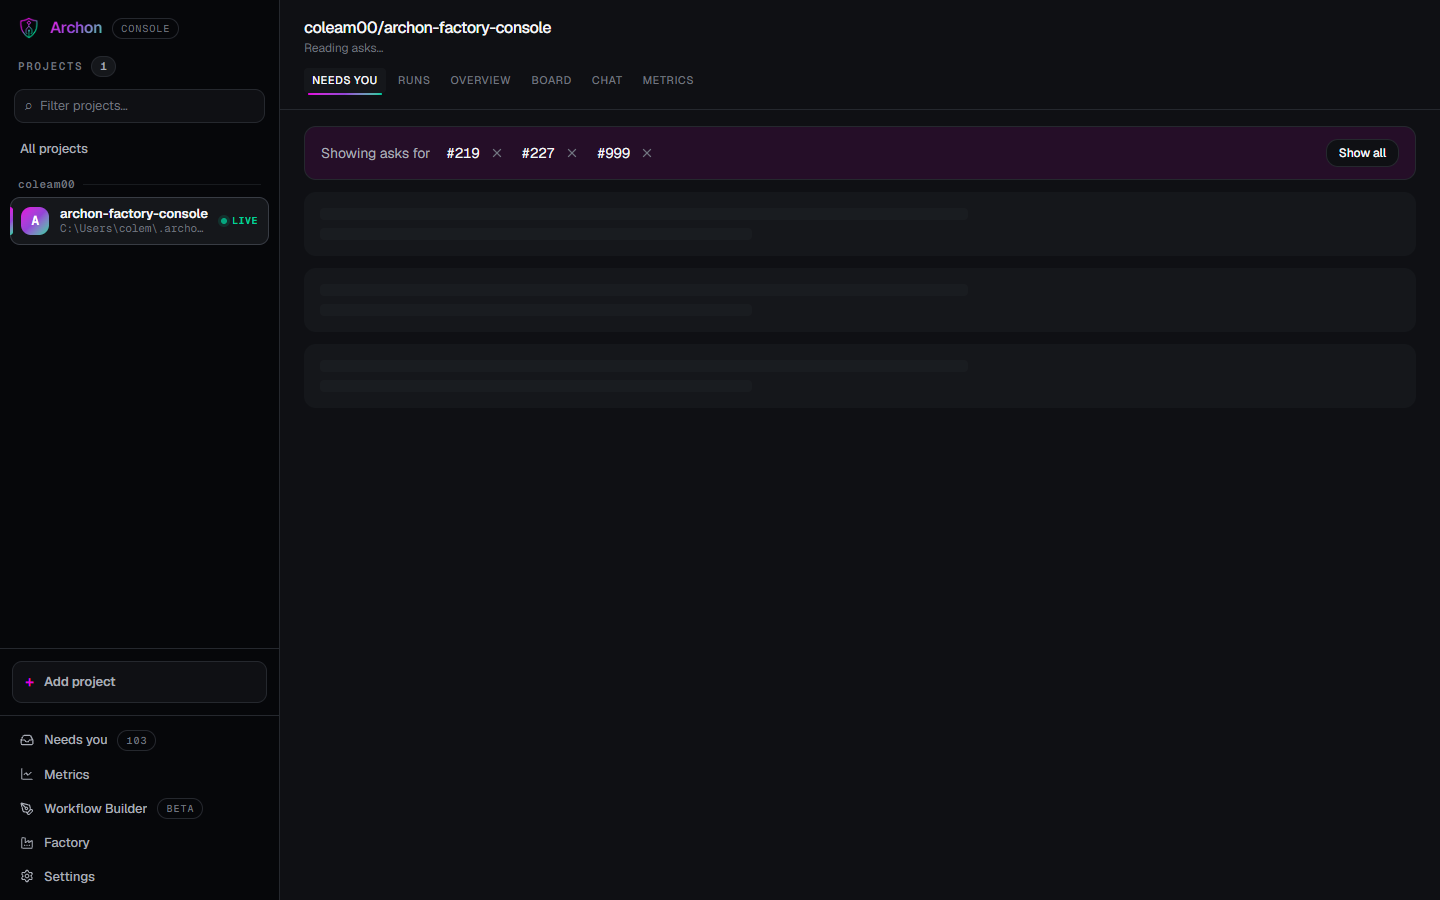 Archon CONSOLE
PROJECTS 1
Filter projects...
All projects
coleam00
A
archon-factory-console
C:\Users\colem\.archo…
LIVE
Add project
Needs you 103
Metrics
Workflow Builder BETA
Factory
Settings
coleam00/archon-factory-console
Reading asks…
NEEDS YOU RUNS OVERVIEW BOARD CHAT METRICS
Showing asks for #219 × #227 × #999 × Show all